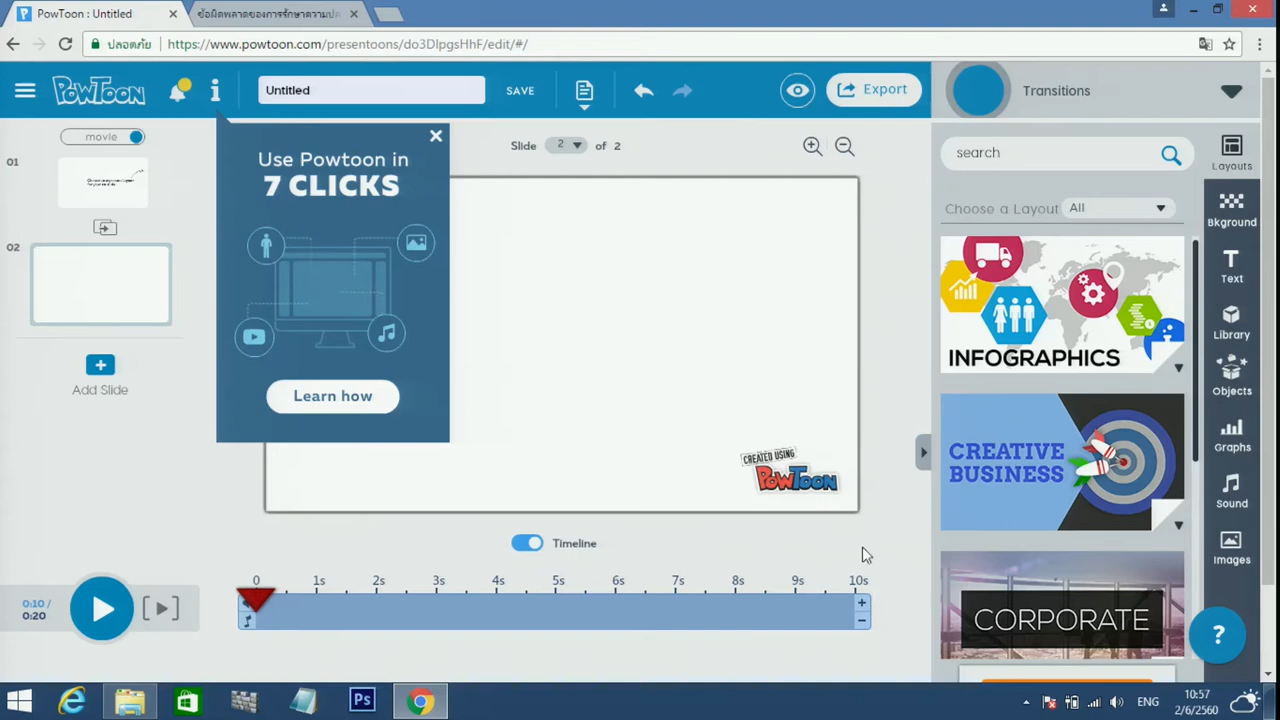 PowToon : Untitled
ข้อผิดพลาดของการรักษาความปล
ปลอดภัย
https://www.powtoon.com/presentoons/do3DlpgsHhF/edit/#/
POWTOON
Untitled
SAVE
Export
Transitions
movie
01
02
Add Slide
Use Powtoon in
7 CLICKS
Learn how
Slide 2 of 2
CREATED USING
POWTOON
Timeline
0 1s 2s 3s 4s 5s 6s 7s 8s 9s 10s
0:10 /
0:20
search
Choose a Layout All
INFOGRAPHICS
CREATIVE
BUSINESS
CORPORATE
Layouts
Bkground
Text
Library
Objects
Graphs
Sound
Images
?
Ps
ENG
10:57
2/6/2560